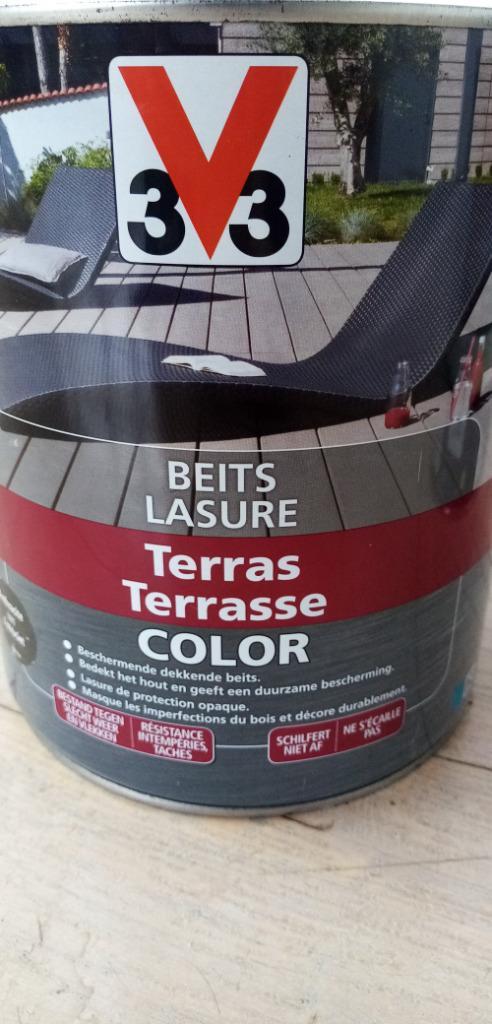 3V3
BEITS
LASURE
Terras
Terrasse
COLOR
• Beschermende dekkende beits.
• Bedekt het hout en geeft een duurzame bescherming.
• Lasure de protection opaque.
• Masque les imperfections du bois et décore durablement.
BESTAND TEGEN
SLECHT WEER
EN VLEKKEN
RÉSISTANCE
INTEMPÉRIES,
TACHES
SCHILFERT
NIET AF
NE S'ÉCAILLE
PAS